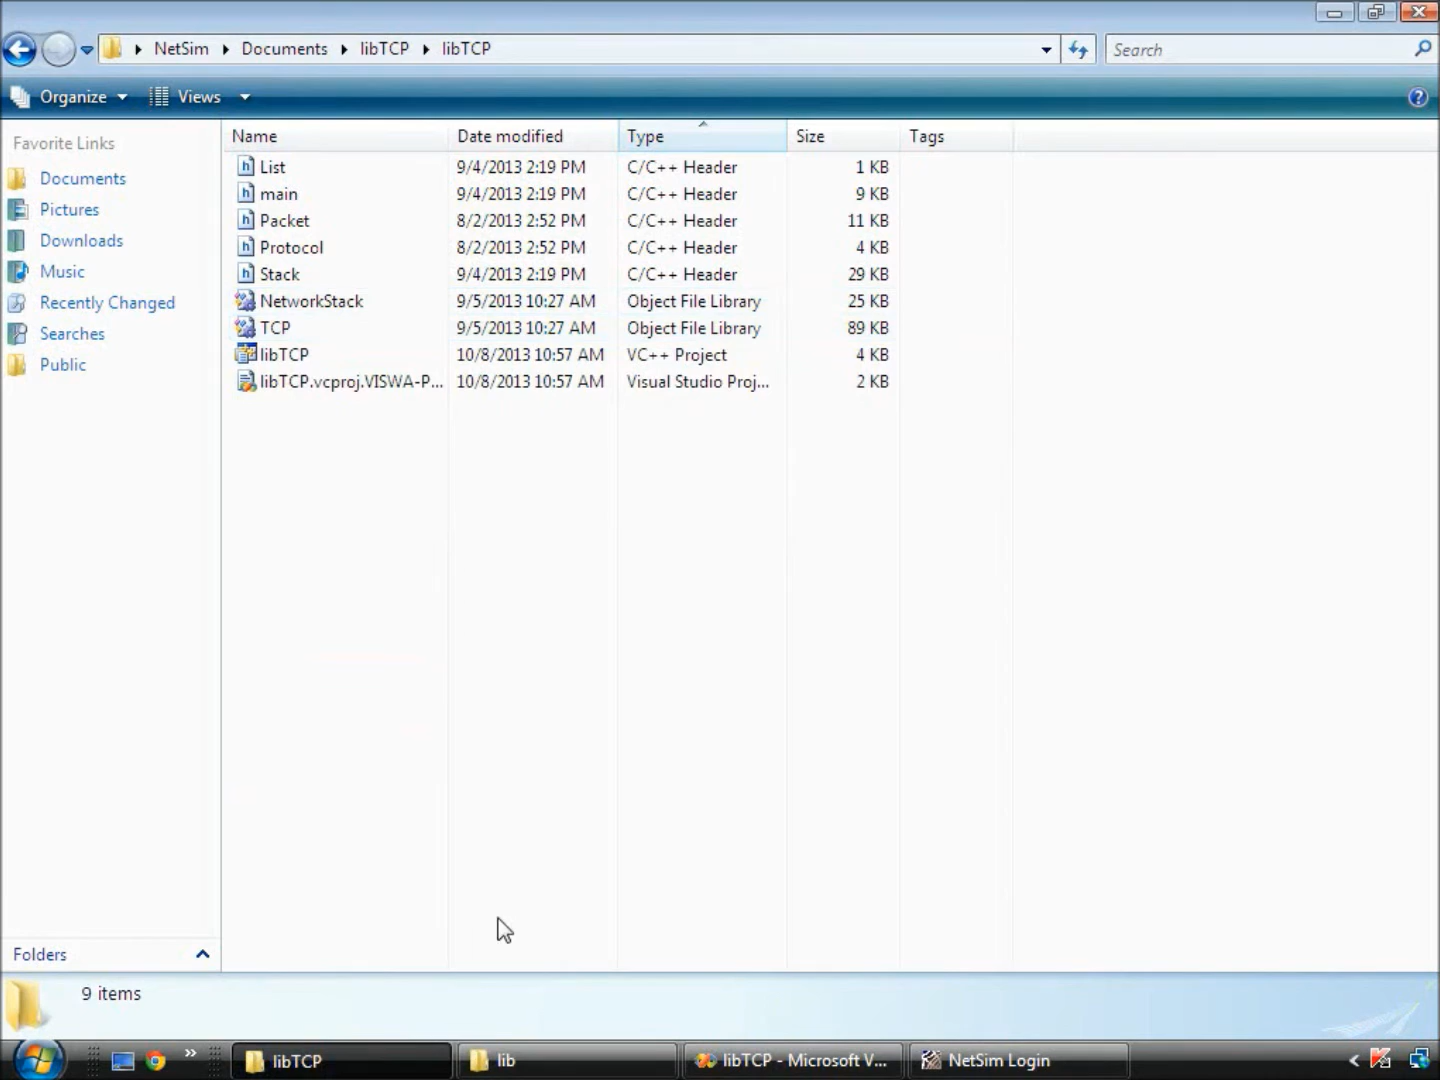 NetSim Documents libTCP libTCP Search
Organize Views
Favorite Links
Documents
Pictures
Downloads
Music
Recently Changed
Searches
Public
Folders
Name Date modified Type Size Tags
List 9/4/2013 2:19 PM C/C++ Header 1 KB
main 9/4/2013 2:19 PM C/C++ Header 9 KB
Packet 8/2/2013 2:52 PM C/C++ Header 11 KB
Protocol 8/2/2013 2:52 PM C/C++ Header 4 KB
Stack 9/4/2013 2:19 PM C/C++ Header 29 KB
NetworkStack 9/5/2013 10:27 AM Object File Library 25 KB
TCP 9/5/2013 10:27 AM Object File Library 89 KB
libTCP 10/8/2013 10:57 AM VC++ Project 4 KB
libTCP.vcproj.VISWA-P... 10/8/2013 10:57 AM Visual Studio Proj... 2 KB
9 items
libTCP lib libTCP - Microsoft V... NetSim Login